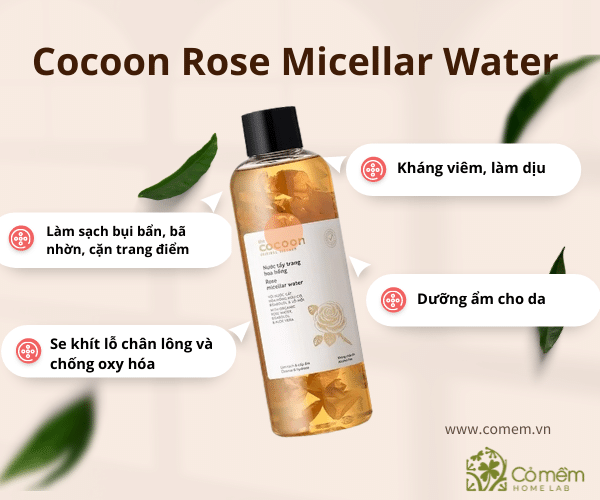 Cocoon Rose Micellar Water
Kháng viêm, làm dịu
Làm sạch bụi bẩn, bã
nhờn, cặn trang điểm
cocoon
Nước tẩy trang
hoa hồng
Rose
micellar water
Dưỡng ẩm cho da
Se khít lỗ chân lông và
chống oxy hóa
www.comem.vn
Cỏ mềm
HOME LAB